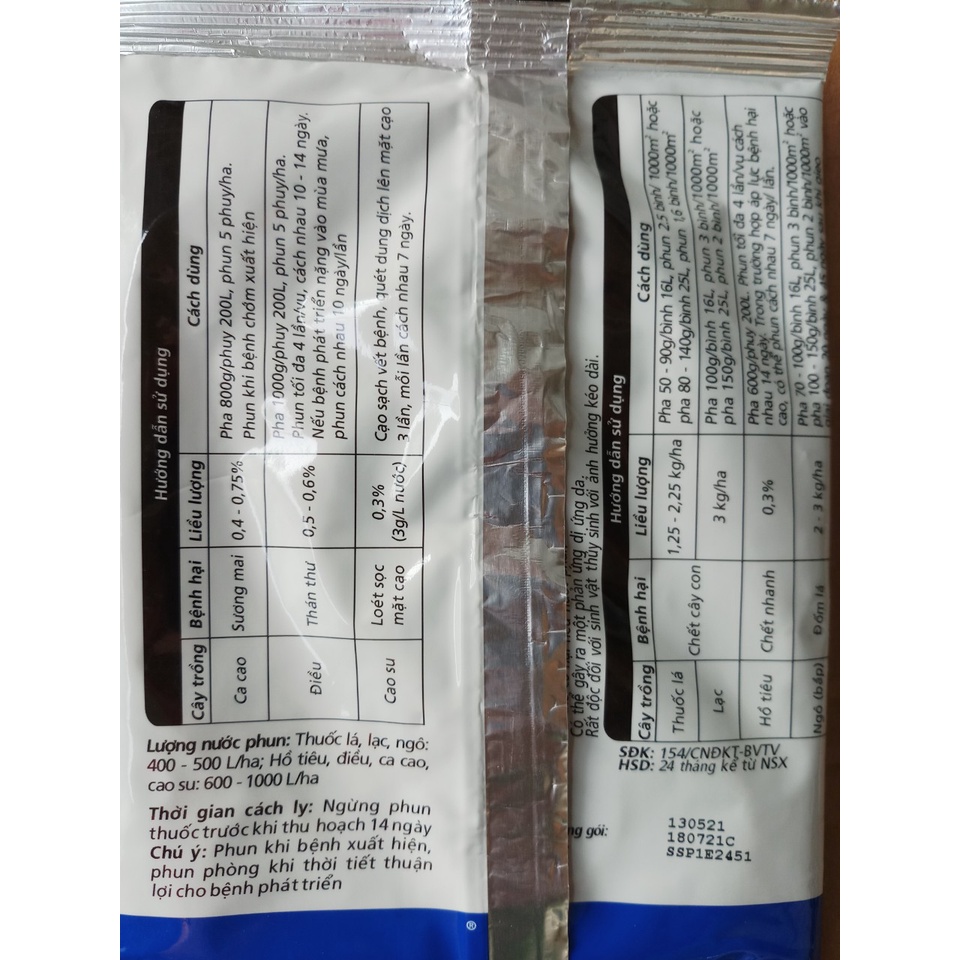 Hướng dẫn sử dụng
Cây trồng Bệnh hại Liều lượng Cách dùng
Ca cao Sương mai 0,4 - 0,75% Pha 800g/phuy 200L, phun 5 phuy/ha.
Phun khi bệnh chớm xuất hiện
Điều Thán thư 0,5 - 0,6% Pha 1000g/phuy 200L, phun 5 phuy/ha.
Phun tối đa 4 lần/vụ, cách nhau 10 - 14 ngày.
Nếu bệnh phát triển nặng vào mùa mưa,
phun cách nhau 10 ngày/lần
Cao su Loét sọc
mặt cạo
0,3%
(3g/L nước)
Cạo sạch vết bệnh, quét dung dịch lên mặt cạo
3 lần, mỗi lần cách nhau 7 ngày.
Lượng nước phun: Thuốc lá, lạc, ngô:
400 - 500 L/ha; Hồ tiêu, điều, ca cao,
cao su: 600 - 1000 L/ha
Thời gian cách ly: Ngừng phun
thuốc trước khi thu hoạch 14 ngày
Chú ý: Phun khi bệnh xuất hiện,
phun phòng khi thời tiết thuận
lợi cho bệnh phát triển
®
Có thể gây ra một phản ứng dị ứng da.
Rất độc đối với sinh vật thủy sinh với ảnh hưởng kéo dài.
Hướng dẫn sử dụng
Cây trồng Bệnh hại Liều lượng Cách dùng
Thuốc lá Chết cây con 1,25 - 2,25 kg/ha Pha 50 - 90g/bình 16L, phun 2,5 bình/ 1000m² hoặc
pha 80 - 140g/bình 25L, phun 1,6 bình/1000m²
Lạc 3 kg/ha Pha 100g/bình 16L, phun 3 bình/1000m² hoặc
pha 150g/bình 25L, phun 2 bình/1000m²
Hồ tiêu Chết nhanh 0,3% Pha 600g/phuy 200L. Phun tối đa 4 lần/vụ cách
nhau 14 ngày. Trong trường hợp áp lực bệnh hại
cao, có thể phun cách nhau 7 ngày/ lần.
Ngô (bắp) Đốm lá 2 - 3 kg/ha Pha 70 - 100g/bình 16L, phun 3 bình/1000m² hoặc
pha 100 - 150g/bình 25L, phun 2 bình/1000m² vào
SĐK: 154/CNĐKT-BVTV
HSD: 24 tháng kể từ NSX
gói:
130521
180721C
SSP1E2451